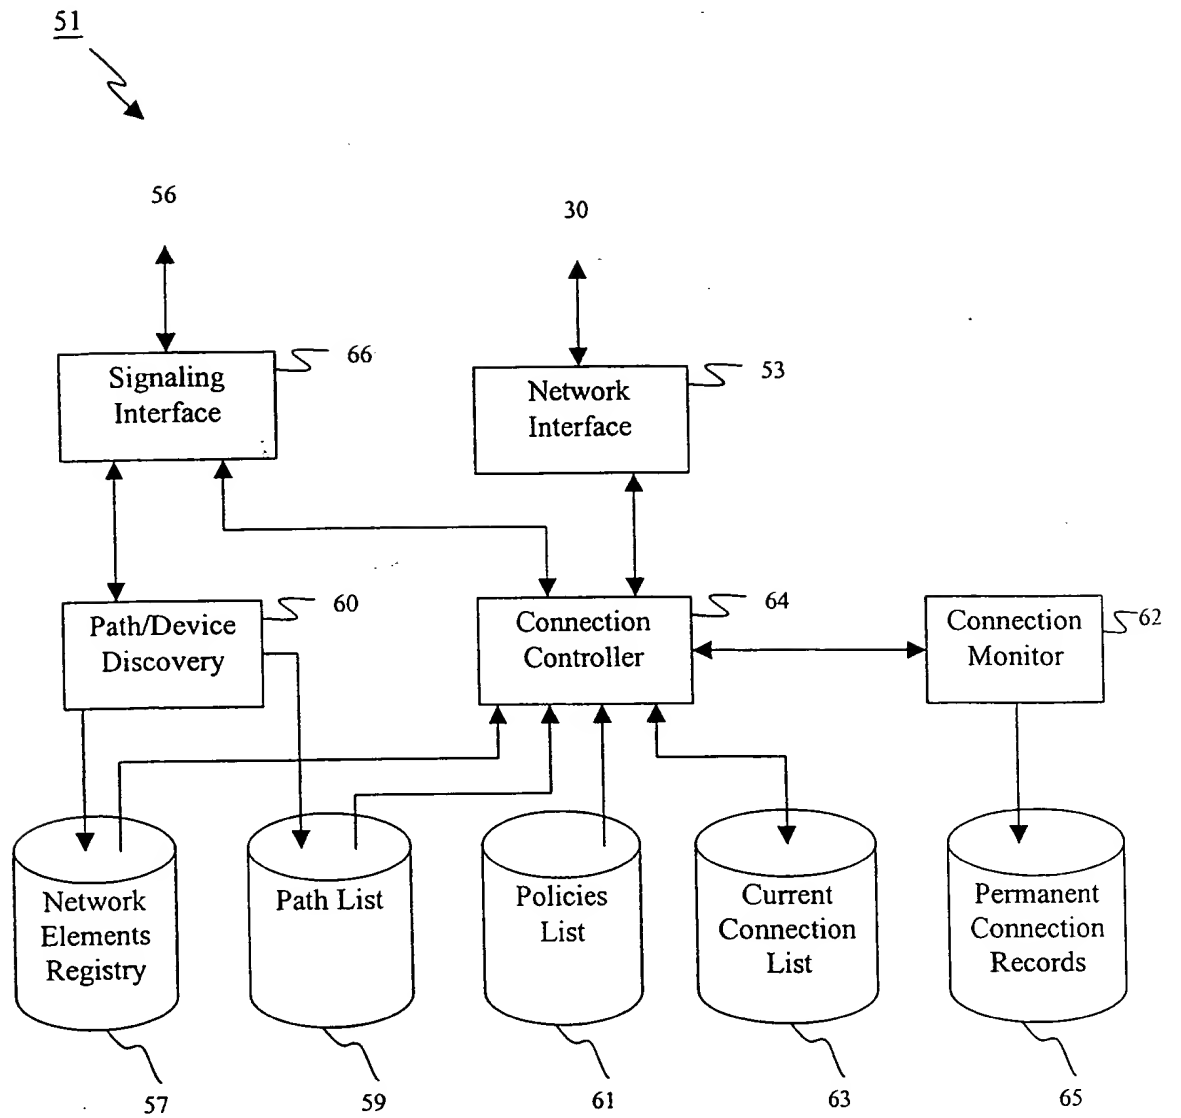 51
56
30
Signaling
Interface
66
Network
Interface
53
Path/Device
Discovery
60
Connection
Controller
64
Connection
Monitor
62
Network
Elements
Registry
Path List
Policies
List
Current
Connection
List
Permanent
Connection
Records
57
59
61
63
65